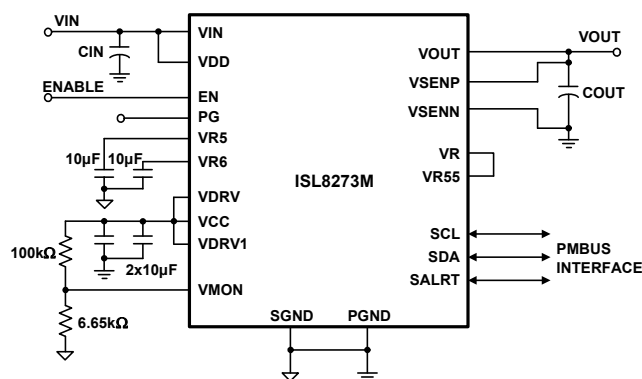 VIN
CIN
ENABLE
10µF 10µF
100kΩ
2x10µF
6.65kΩ
VIN
VDD
EN
PG
VR5
VR6
VDRV
VCC
VDRV1
VMON
ISL8273M
SGND
PGND
VOUT
VSENP
VSENN
VR
VR55
SCL
SDA
SALRT
VOUT
COUT
PMBUS
INTERFACE